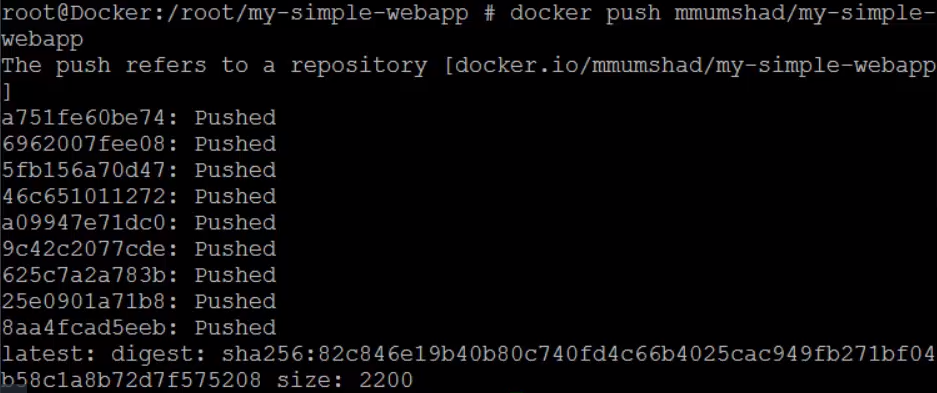 root@Docker:/root/my-simple-webapp # docker push mmumshad/my-simple-
webapp
The push refers to a repository [docker.io/mmumshad/my-simple-webapp
]
a751fe60be74: Pushed
6962007fee08: Pushed
5fb156a70d47: Pushed
46c651011272: Pushed
a09947e71dc0: Pushed
9c42c2077cde: Pushed
625c7a2a783b: Pushed
25e0901a71b8: Pushed
8aa4fcad5eeb: Pushed
latest: digest: sha256:82c846e19b40b80c740fd4c66b4025cac949fb271bf04
b58c1a8b72d7f575208 size: 2200